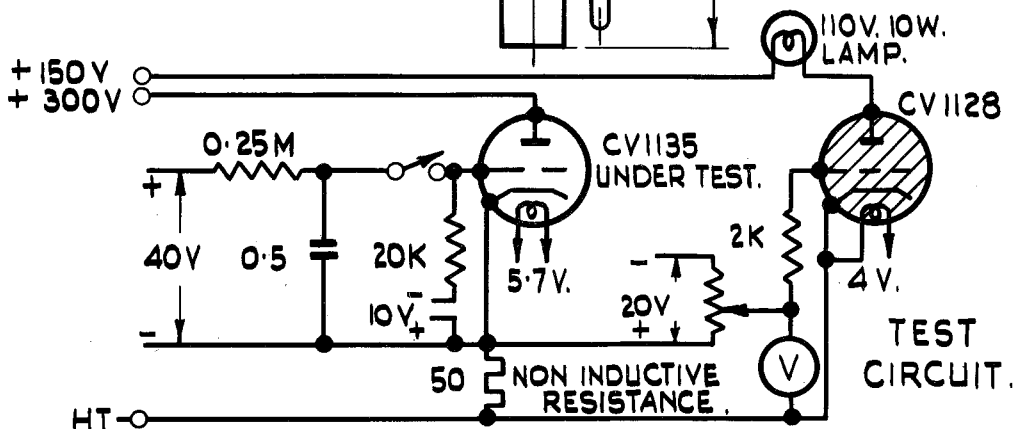 110V. 10W.
LAMP.
+ 150V
+ 300V
CV1128
0·25M
CV1135
UNDER TEST.
+
40V
-
0·5
20K
10V
-
+
5·7V.
2K
-
20V
+
4V.
V
TEST
CIRCUIT.
50
NON INDUCTIVE
RESISTANCE.
HT-